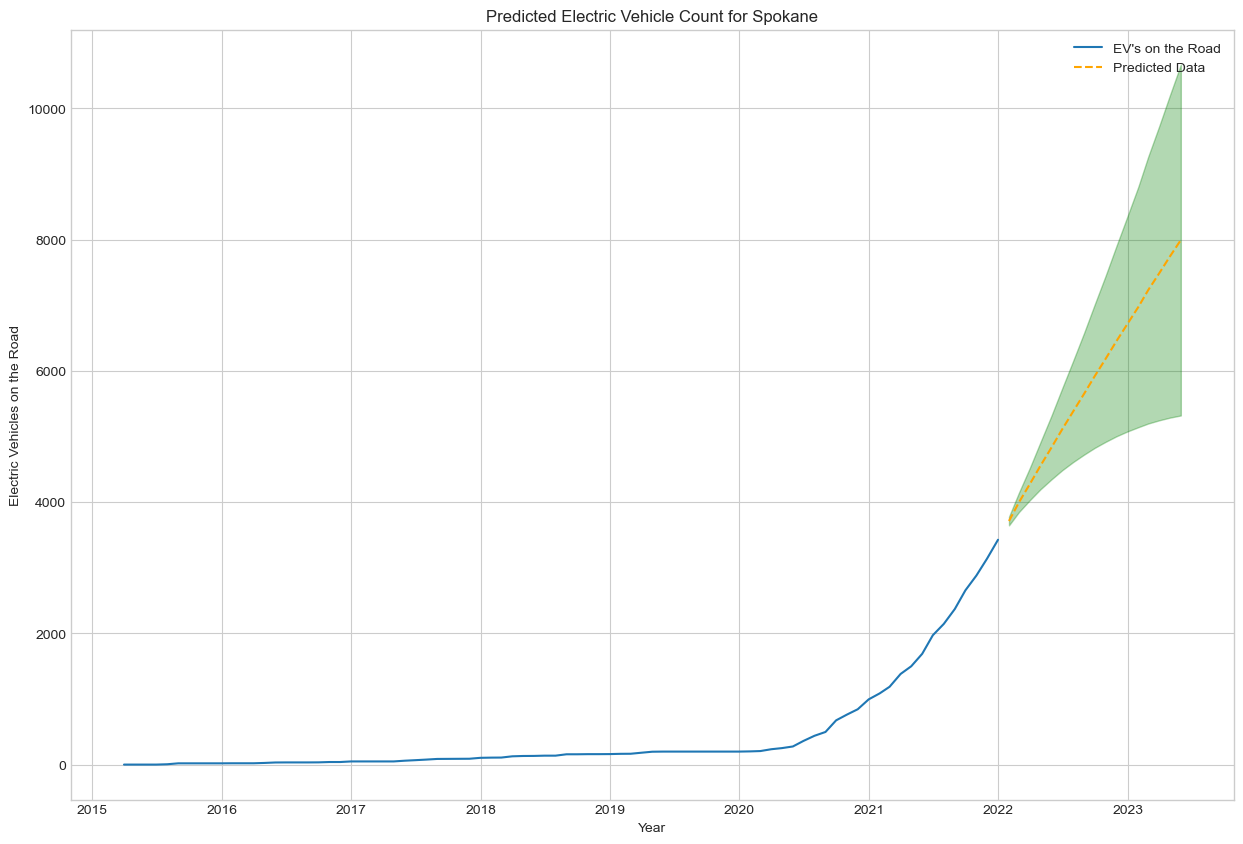 Predicted Electric Vehicle Count for Spokane
EV's on the Road
Predicted Data
10000
8000
6000
4000
2000
0
Electric Vehicles on the Road
2015 2016 2017 2018 2019 2020 2021 2022 2023
Year